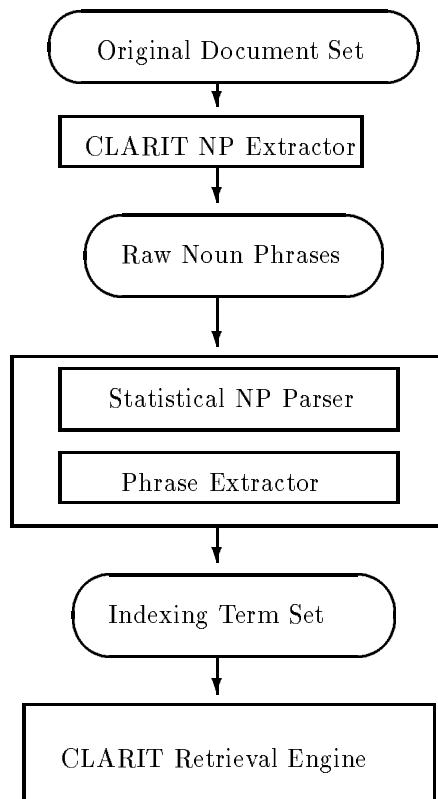 Original Document Set
CLARIT NP Extractor
Raw Noun Phrases
Statistical NP Parser
Phrase Extractor
Indexing Term Set
CLARIT Retrieval Engine